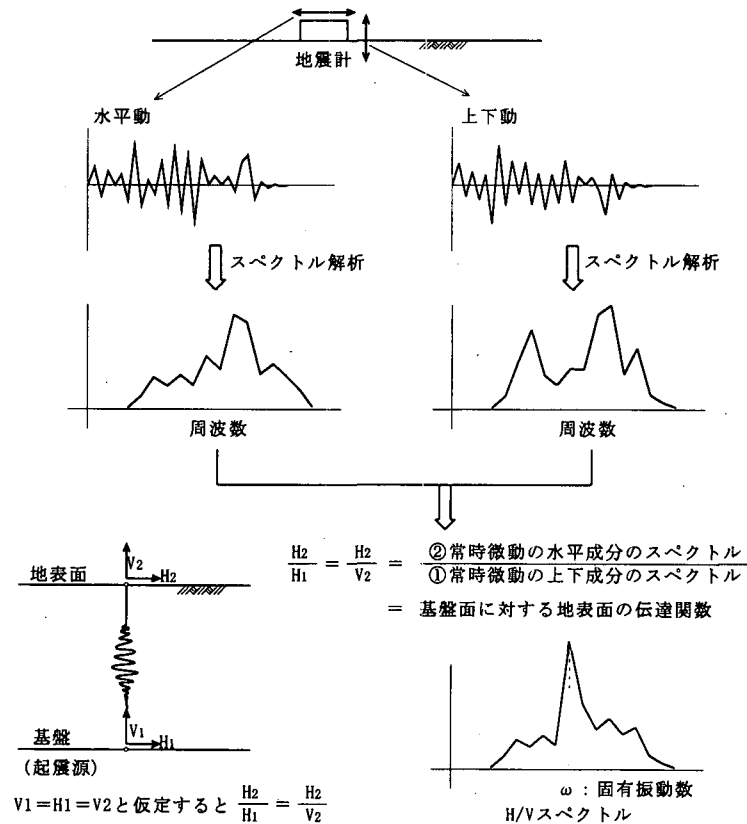 地震計
水平動
上下動
スペクトル解析
スペクトル解析
周波数
周波数
H2/H1 = H2/V2 = ②常時微動の水平成分のスペクトル/①常時微動の上下成分のスペクトル
= 基盤面に対する地表面の伝達関数
V2
地表面 H2
V1
基盤 H1
(起震源)
V1=H1=V2と仮定すると H2/H1 = H2/V2
ω:固有振動数
H/Vスペクトル